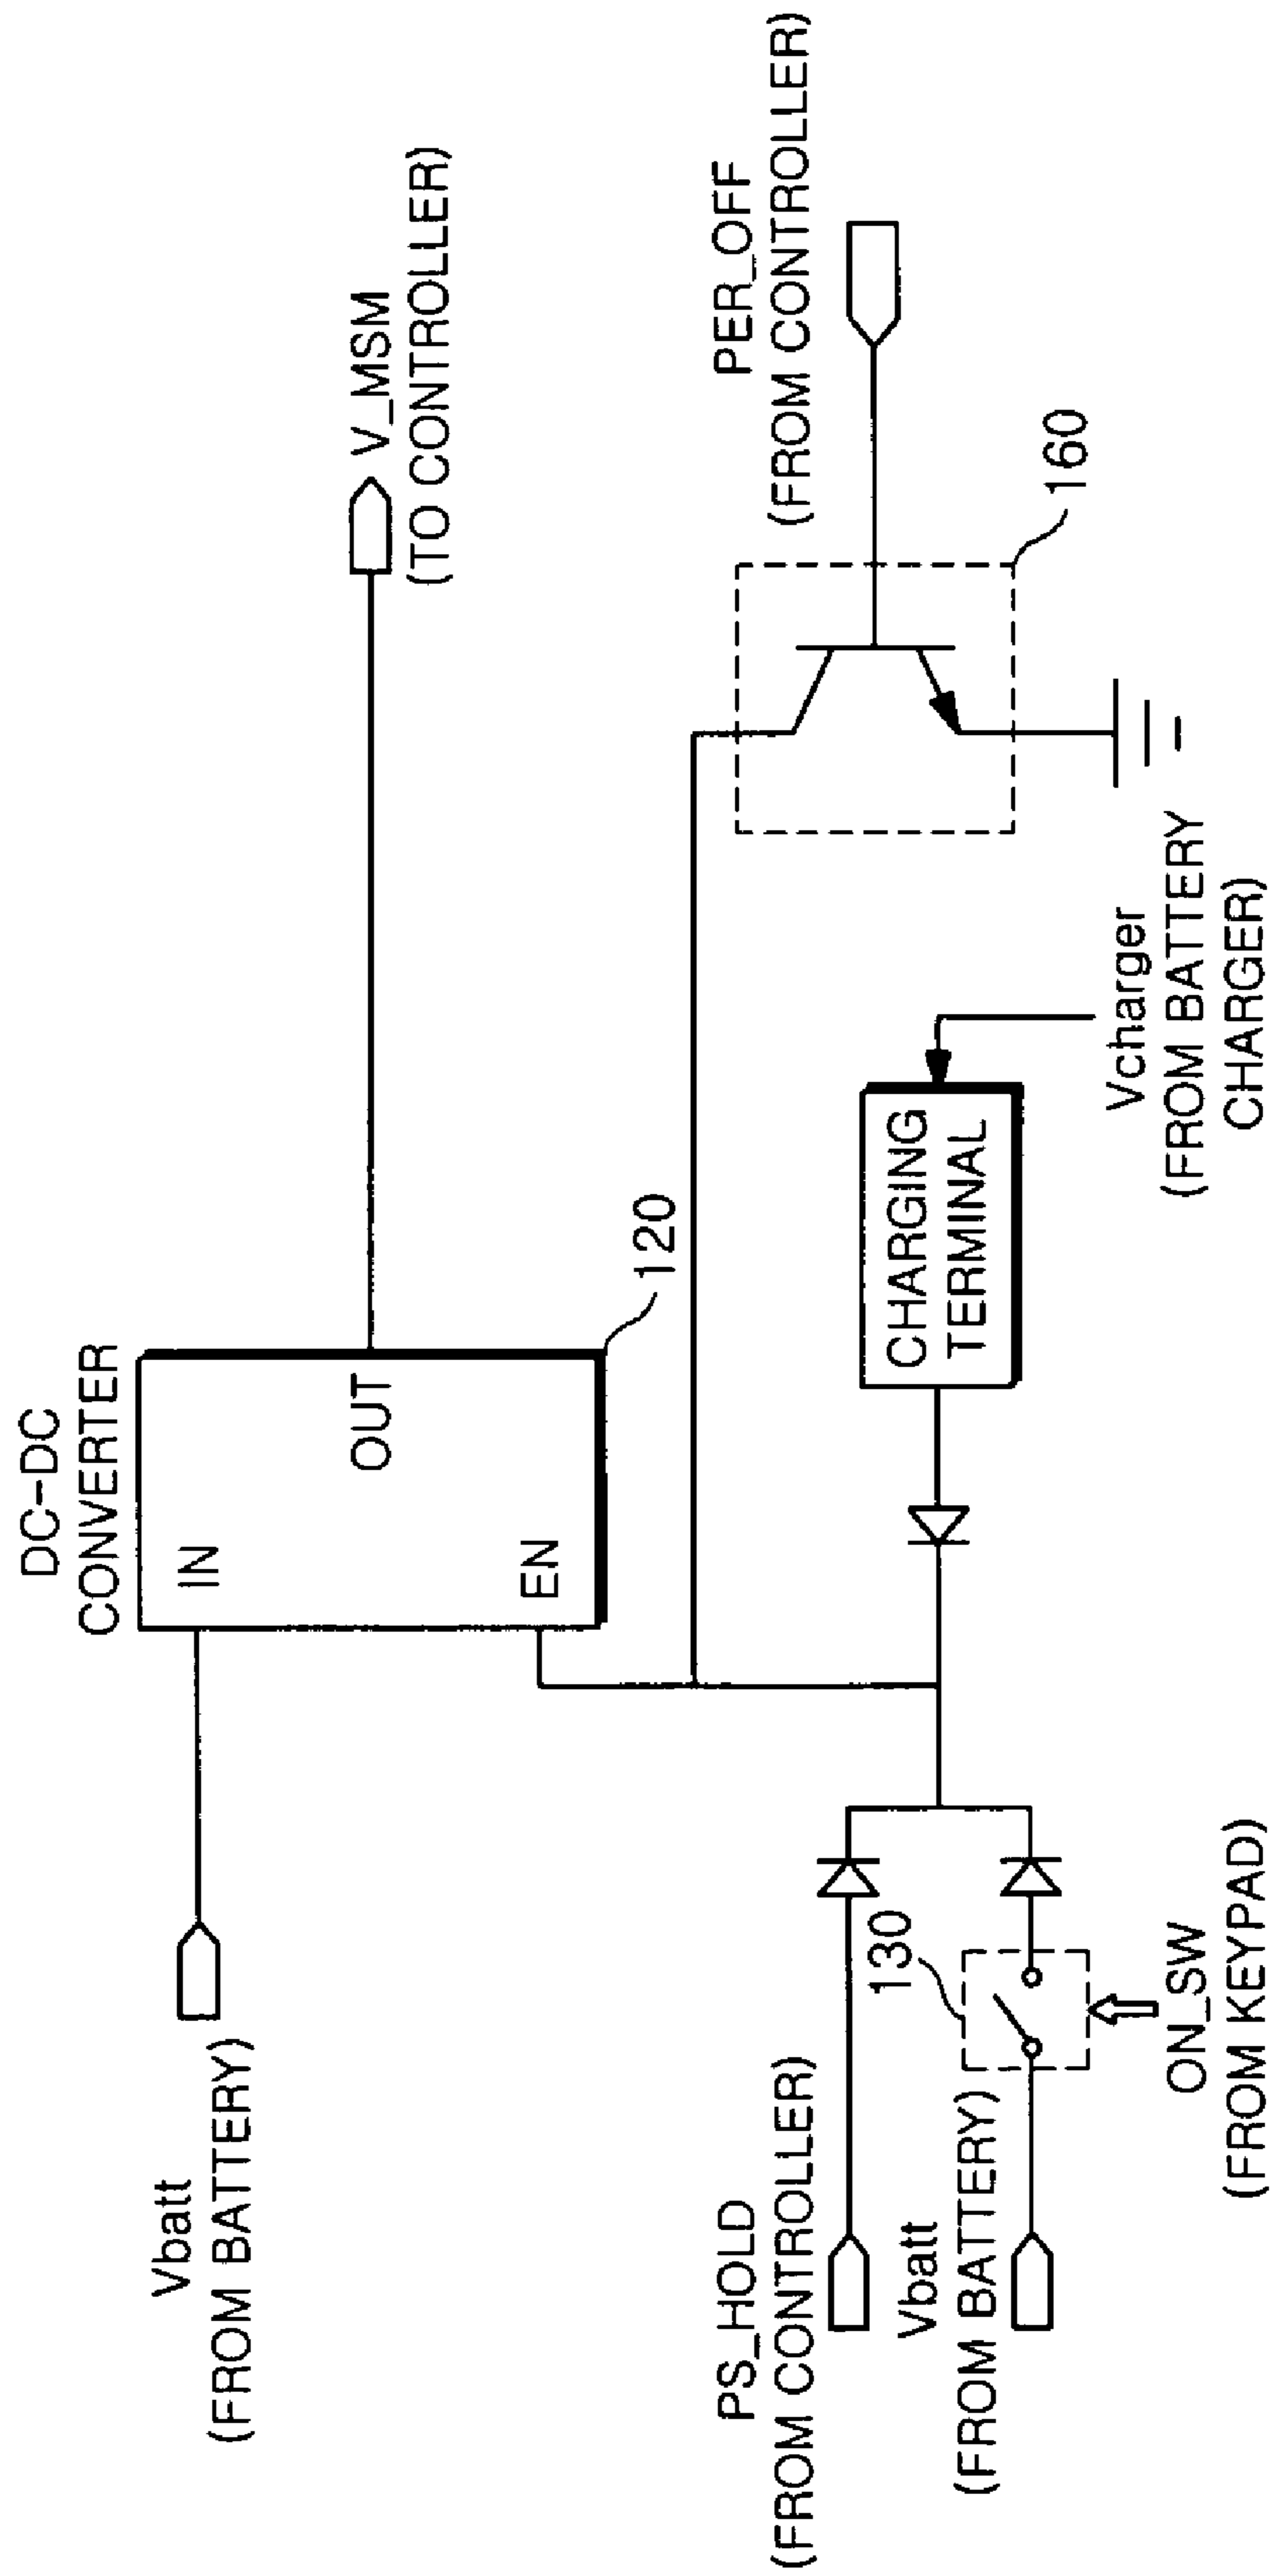 DC-DC
CONVERTER
Vbatt
(FROM BATTERY)
IN
OUT
EN
V_MSM
(TO CONTROLLER)
120
PER_OFF
(FROM CONTROLLER)
160
PS_HOLD
(FROM CONTROLLER)
CHARGING
TERMINAL
130
Vbatt
(FROM BATTERY)
Vcharger
(FROM BATTERY
CHARGER)
ON_SW
(FROM KEYPAD)